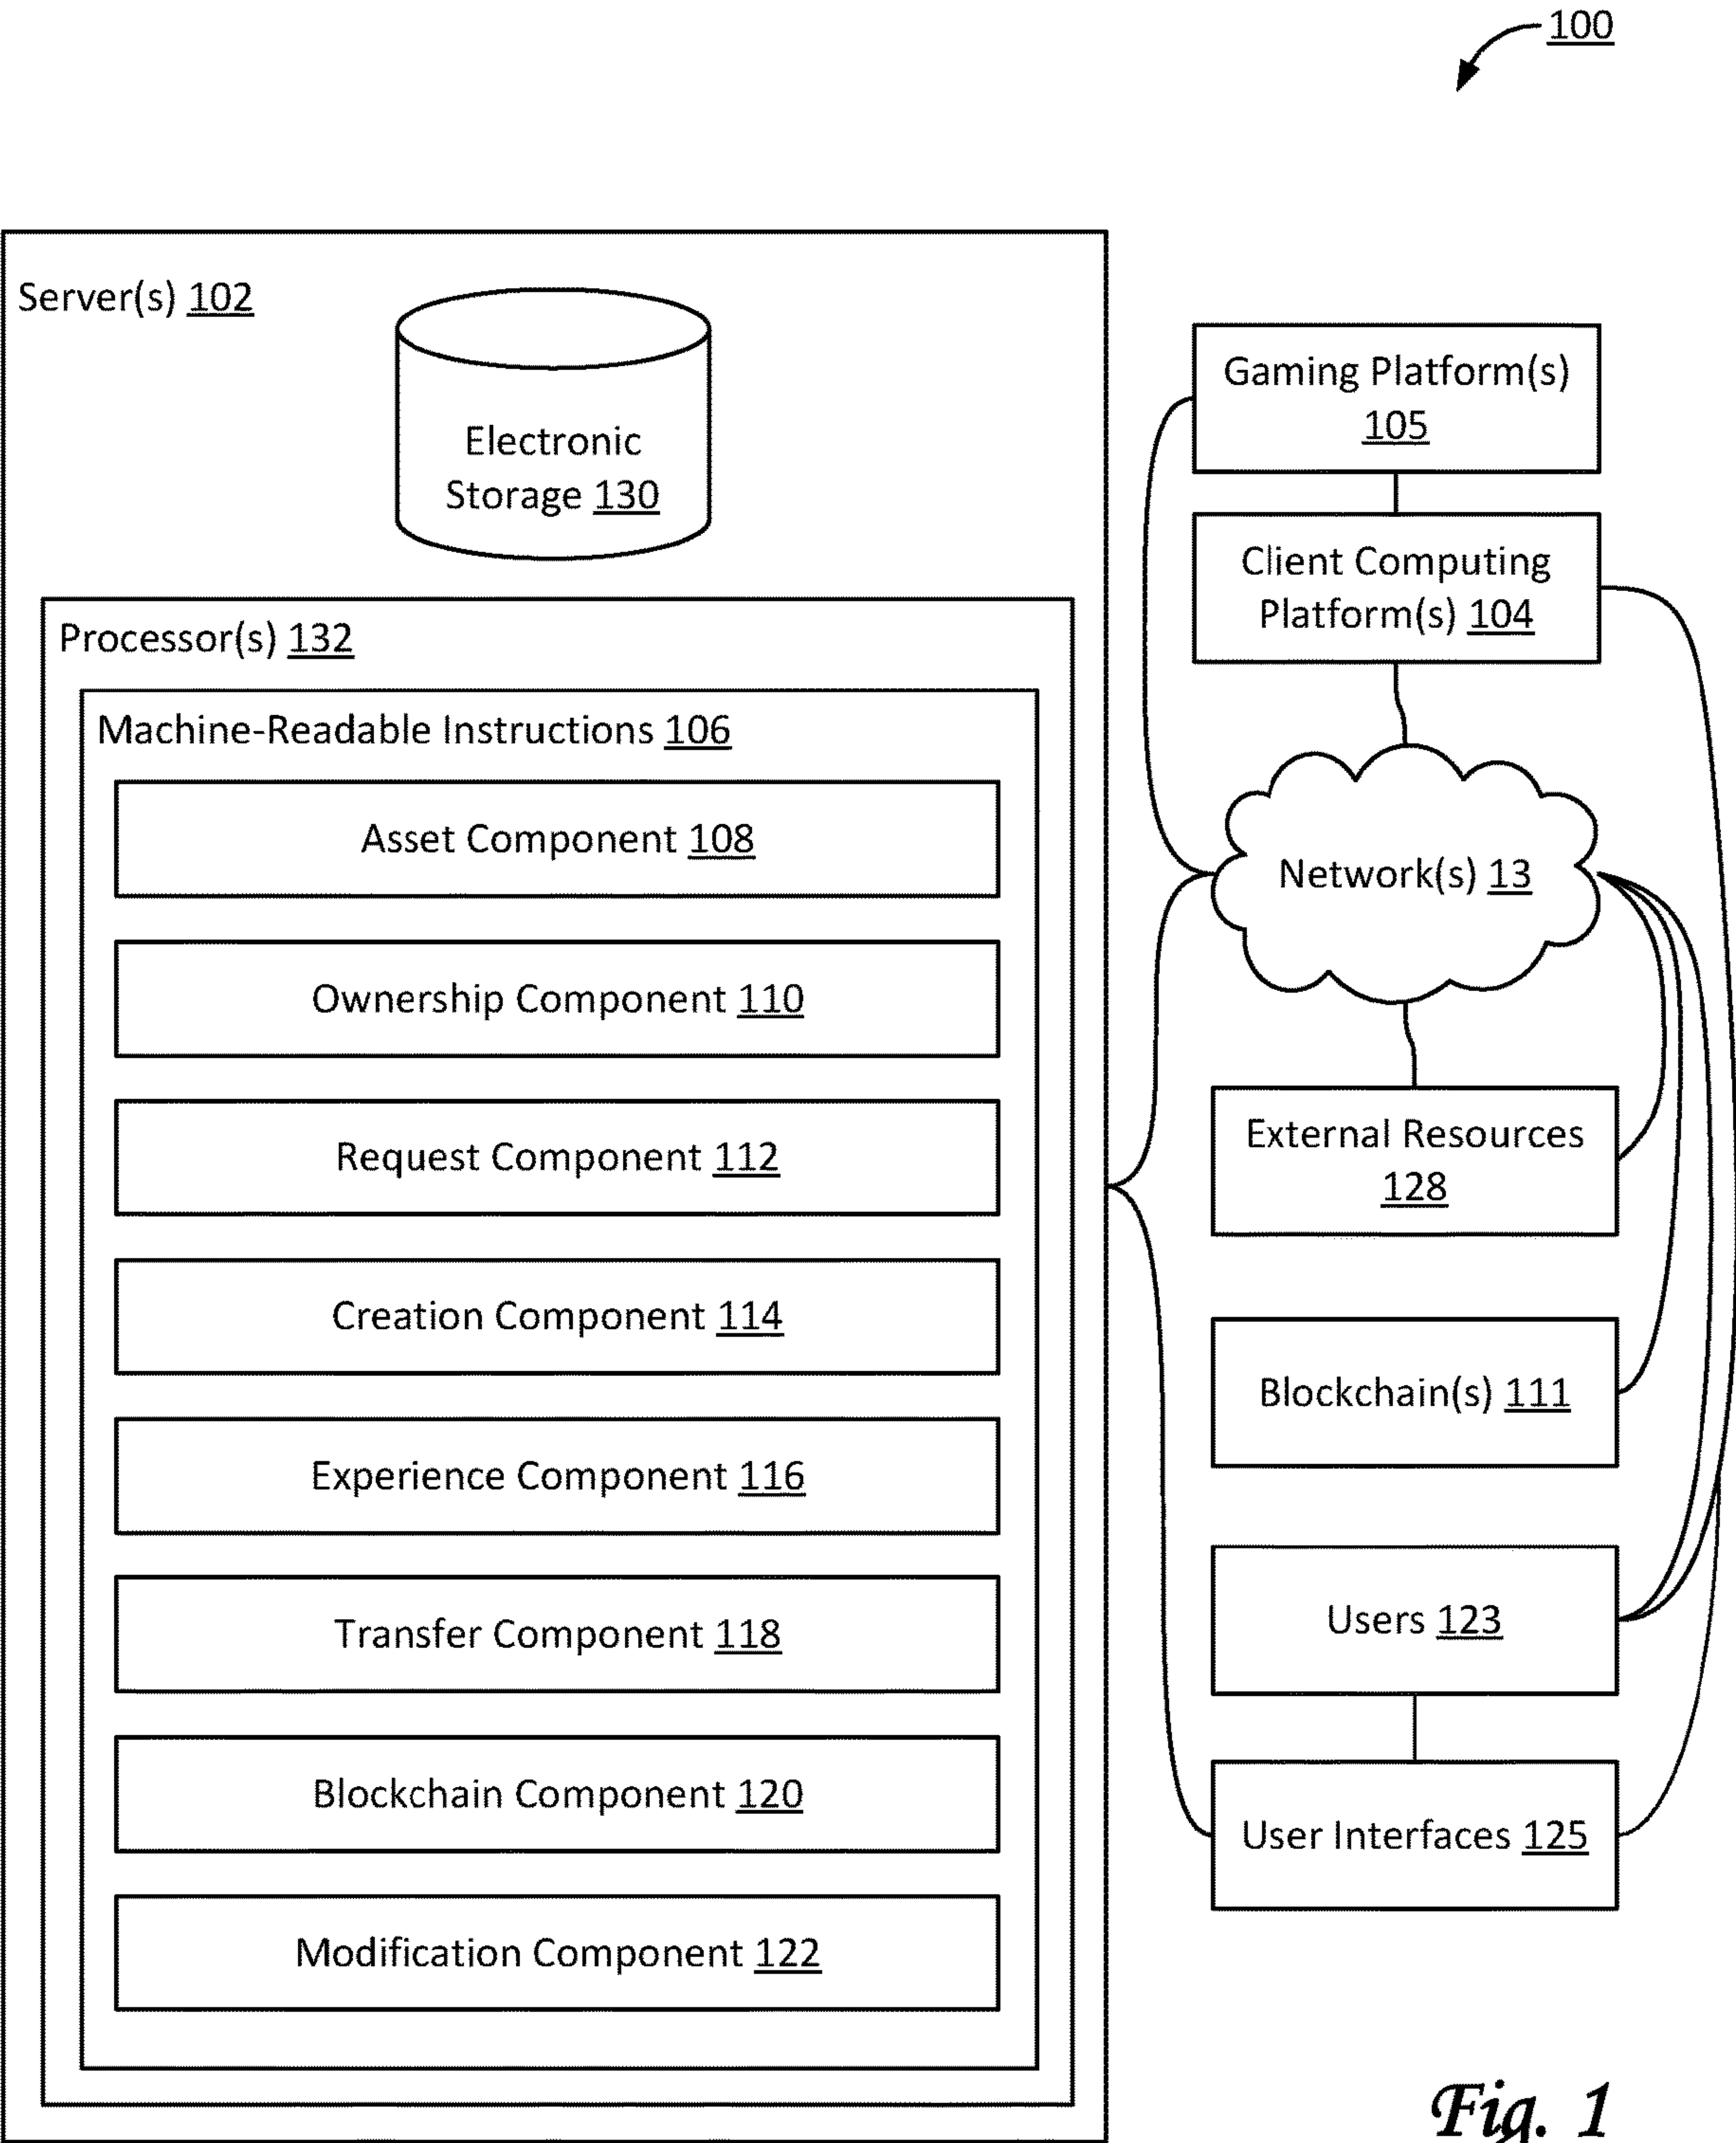 100
Server(s) 102
Electronic
Storage 130
Processor(s) 132
Machine-Readable Instructions 106
Asset Component 108
Ownership Component 110
Request Component 112
Creation Component 114
Experience Component 116
Transfer Component 118
Blockchain Component 120
Modification Component 122
Gaming Platform(s)
105
Client Computing
Platform(s) 104
Network(s) 13
External Resources
128
Blockchain(s) 111
Users 123
User Interfaces 125
Fig. 1